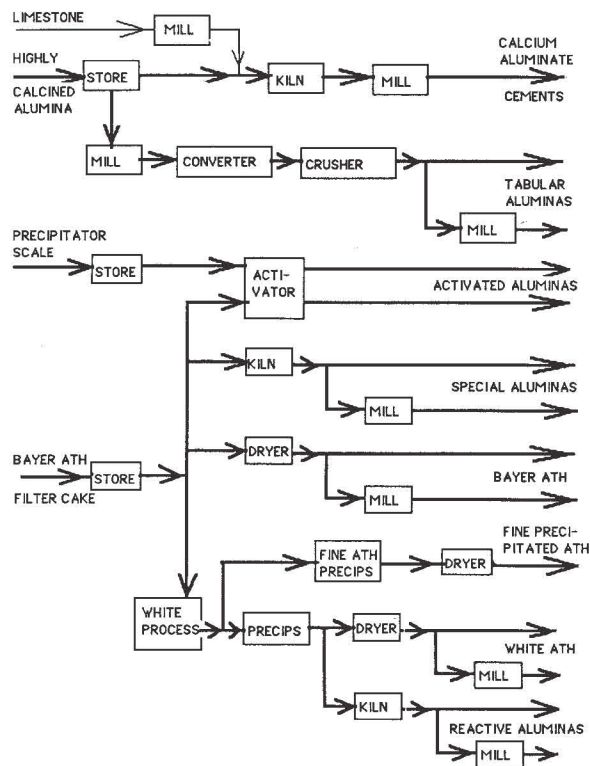 LIMESTONE
MILL
HIGHLY
CALCINED
ALUMINA
STORE
KILN
MILL
CALCIUM
ALUMINATE
CEMENTS
MILL
CONVERTER
CRUSHER
TABULAR
ALUMINAS
MILL
PRECIPITATOR
SCALE
STORE
ACTI-
VATOR
ACTIVATED ALUMINAS
KILN
SPECIAL ALUMINAS
MILL
BAYER ATH
FILTER CAKE
STORE
DRYER
BAYER ATH
MILL
FINE ATH
PRECIPS
DRYER
FINE PRECI-
PITATED ATH
WHITE
PROCESS
PRECIPS
DRYER
WHITE ATH
MILL
KILN
REACTIVE ALUMINAS
MILL